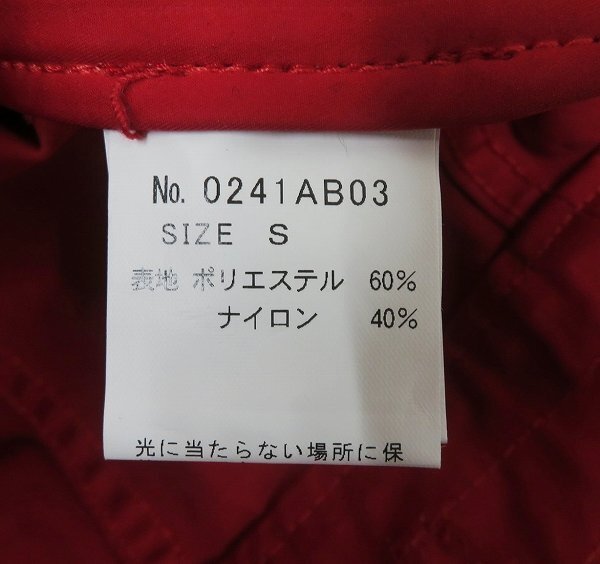 No. 0241AB03
SIZE S
表地 ポリエステル 60%
ナイロン 40%
光に当たらない場所に保